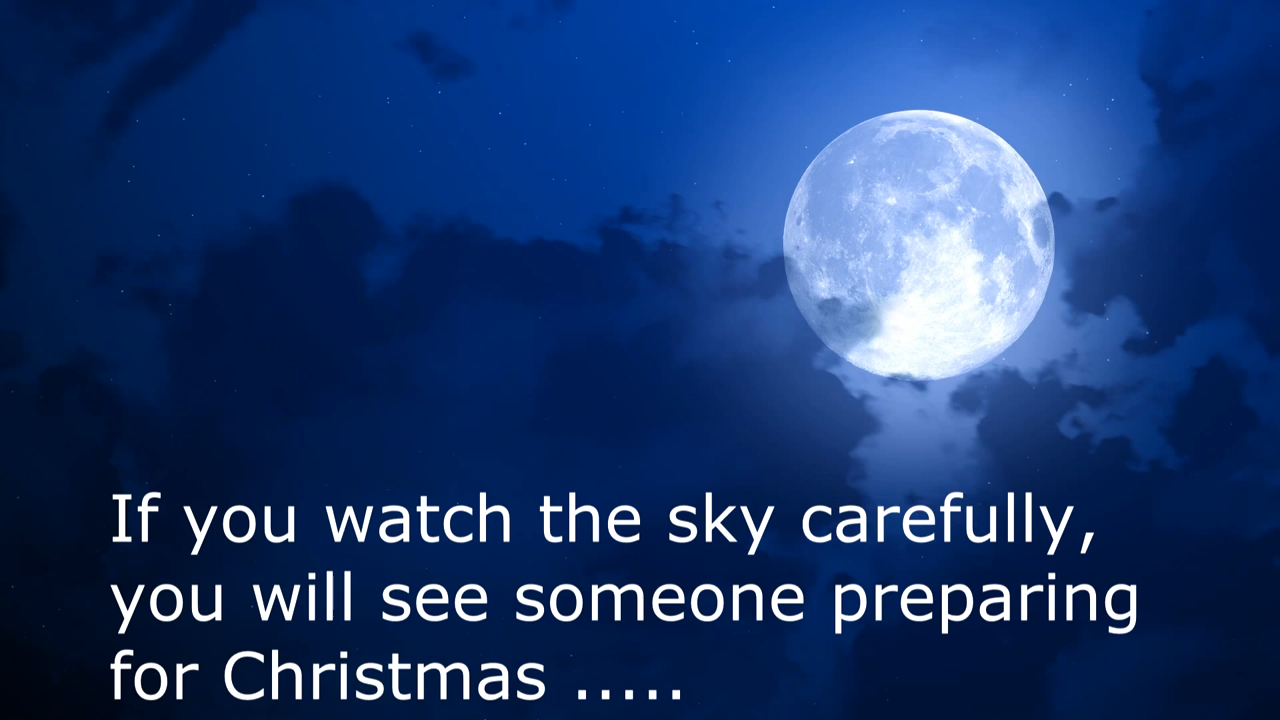 If you watch the sky carefully,
you will see someone preparing
for Christmas .....